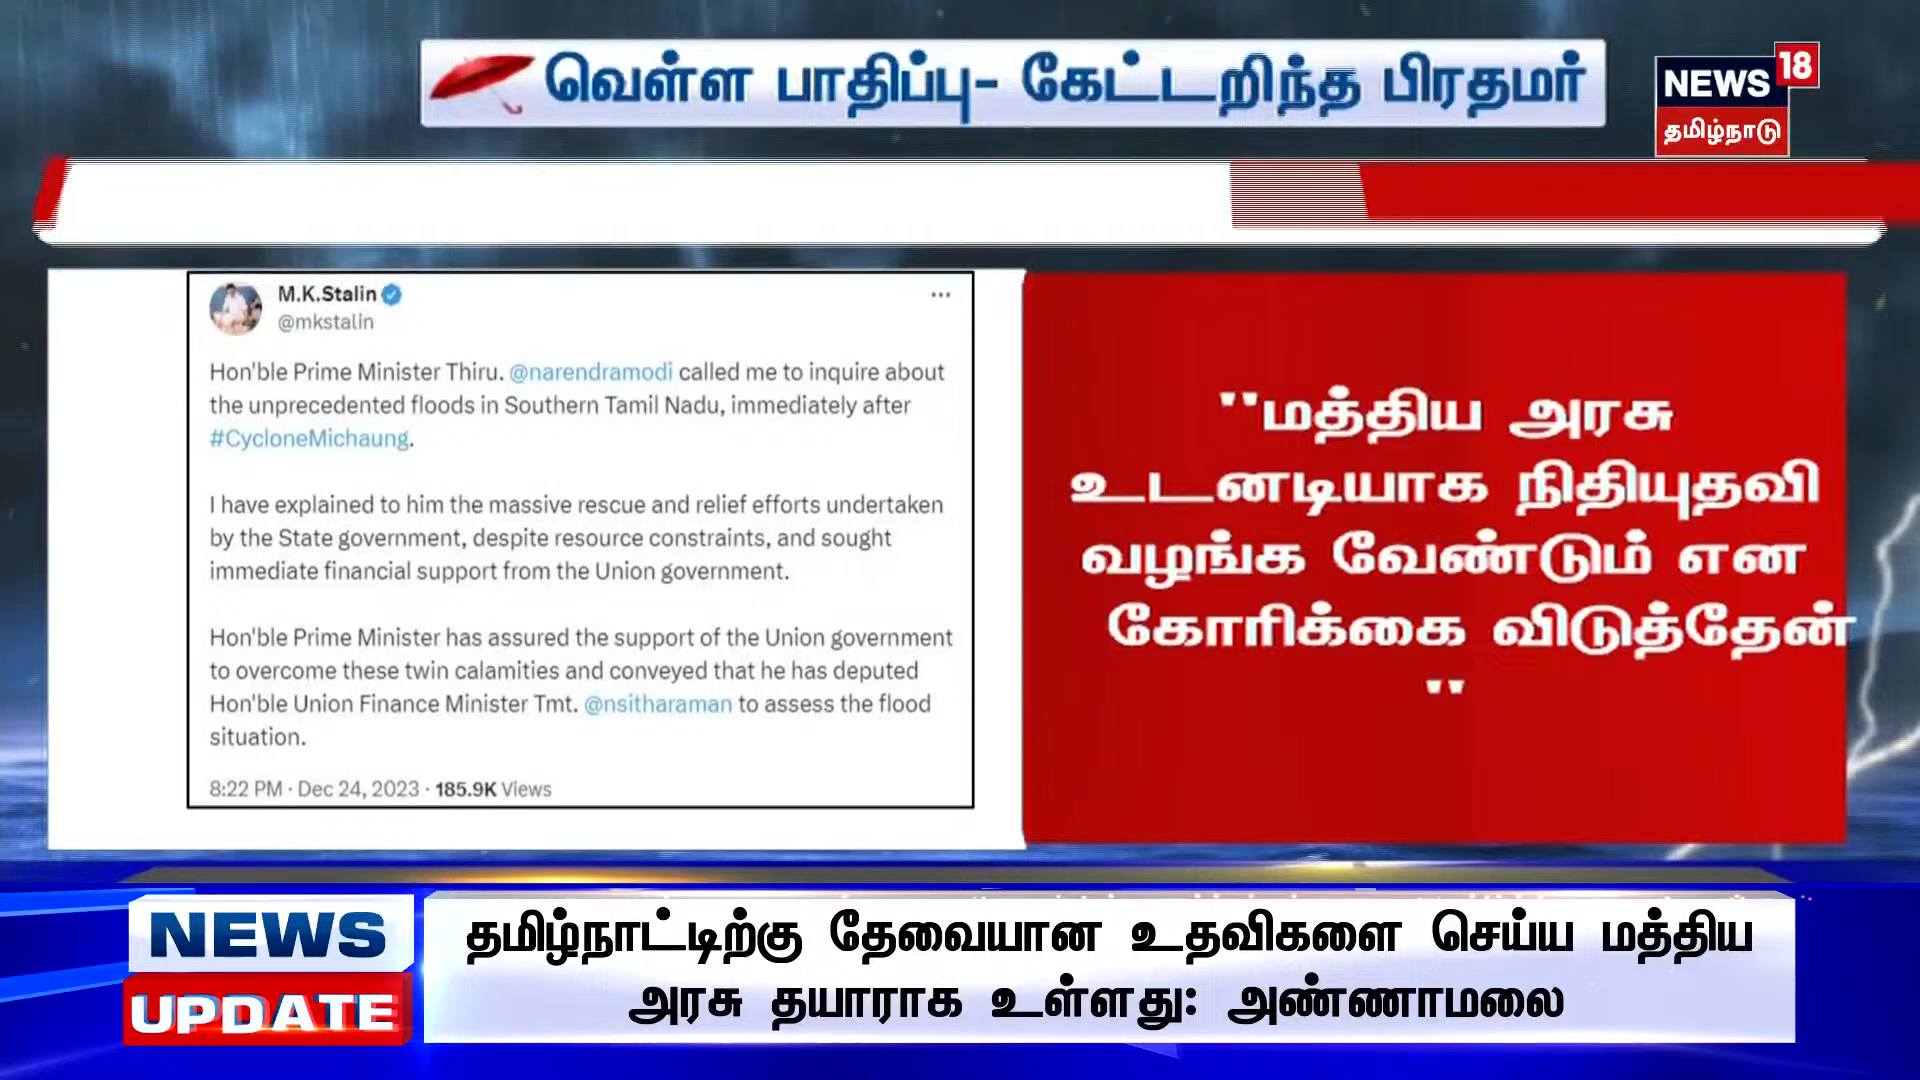 வெள்ள பாதிப்பு- கேட்டறிந்த பிரதமர்
NEWS 18
தமிழ்நாடு
M.K.Stalin
@mkstalin
Hon'ble Prime Minister Thiru. @narendramodi called me to inquire about
the unprecedented floods in Southern Tamil Nadu, immediately after
#CycloneMichaung.
I have explained to him the massive rescue and relief efforts undertaken
by the State government, despite resource constraints, and sought
immediate financial support from the Union government.
Hon'ble Prime Minister has assured the support of the Union government
to overcome these twin calamities and conveyed that he has deputed
Hon'ble Union Finance Minister Tmt. @nsitharaman to assess the flood
situation.
8:22 PM · Dec 24, 2023 · 185.9K Views
"மத்திய அரசு
உடனடியாக நிதியுதவி
வழங்க வேண்டும் என
கோரிக்கை விடுத்தேன்
"
NEWS
UPDATE
தமிழ்நாட்டிற்கு தேவையான உதவிகளை செய்ய மத்திய
அரசு தயாராக உள்ளது: அண்ணாமலை